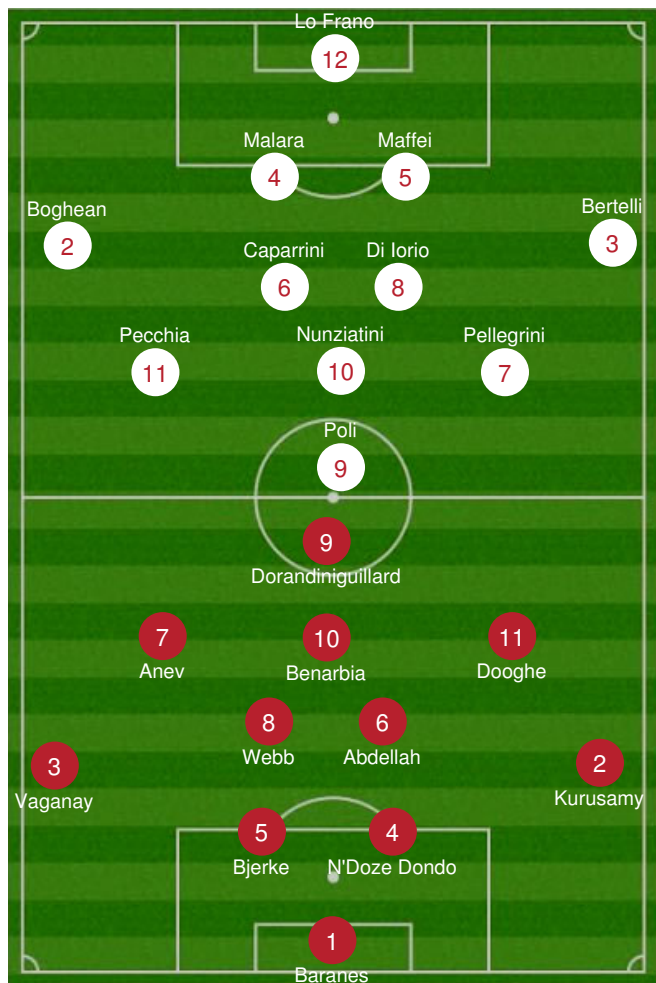 Lo Frano
12
Malara
Maffei
4
5
Boghean
Bertelli
2
3
Caparrini
Di Iorio
6
8
Pecchia
Nunziatini
Pellegrini
11
10
7
Poli
9
9
Dorandiniguillard
7
10
11
Anev
Benarbia
Dooghe
8
6
Webb
Abdellah
3
2
Vaganay
Kurusamy
5
4
Bjerke
N'Doze Dondo
1
Baranes